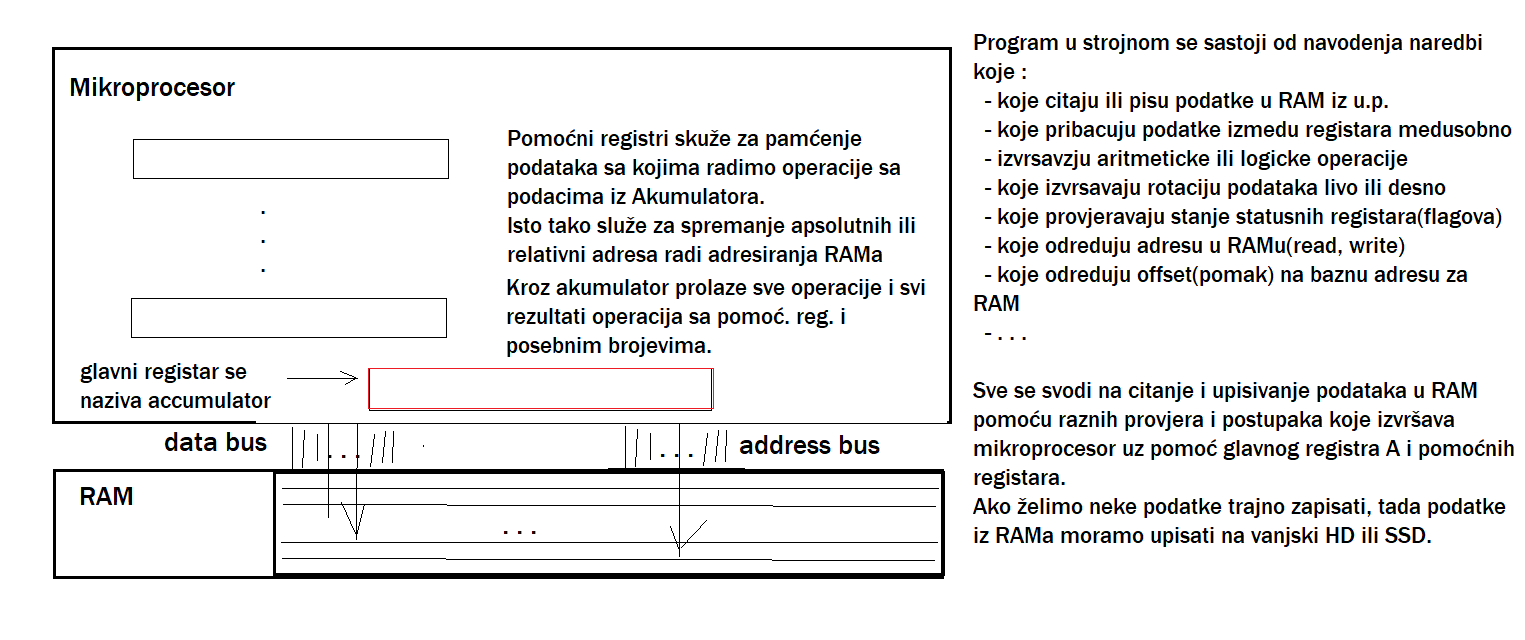 Mikroprocesor
Pomoćni registri skuže za pamćenje
podataka sa kojima radimo operacije sa
podacima iz Akumulatora.
Isto tako služe za spremanje apsolutnih ili
relativni adresa radi adresiranja RAMa
Kroz akumulator prolaze sve operacije i svi
rezultati operacija sa pomoć. reg. i
posebnim brojevima.
glavni registar se
naziva accumulator
data bus
. . .
. . .
address bus
RAM
. . .
Program u strojnom se sastoji od navodenja naredbi
koje :
- koje citaju ili pisu podatke u RAM iz u.p.
- koje pribacuju podatke izmedu registara medusobno
- izvrsavzju aritmeticke ili logicke operacije
- koje izvrsavaju rotaciju podataka livo ili desno
- koje provjeravaju stanje statusnih registara(flagova)
- koje odreduju adresu u RAMu(read, write)
- koje odreduju offset(pomak) na baznu adresu za
RAM
- . . .
Sve se svodi na citanje i upisivanje podataka u RAM
pomoću raznih provjera i postupaka koje izvršava
mikroprocesor uz pomoć glavnog registra A i pomoćnih
registara.
Ako želimo neke podatke trajno zapisati, tada podatke
iz RAMa moramo upisati na vanjski HD ili SSD.